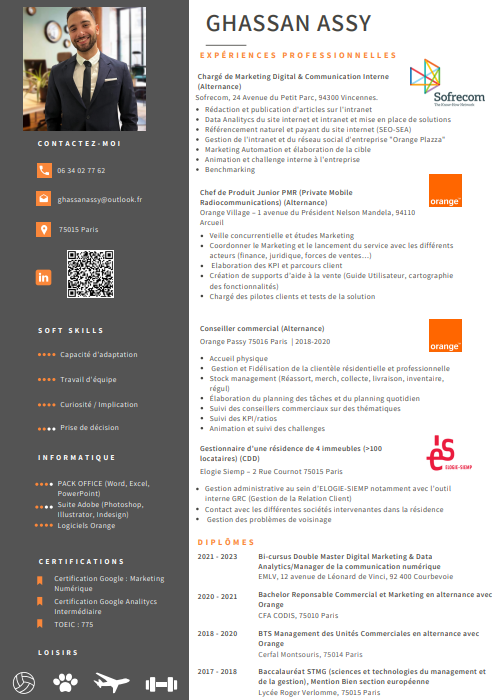 GHASSAN ASSY
CONTACTEZ-MOI
06 34 02 77 62
ghassanassy@outlook.fr
75015 Paris
in
SOFT SKILLS
Capacité d'adaptation
Travail d'équipe
Curiosité / Implication
Prise de décision
INFORMATIQUE
PACK OFFICE (Word, Excel,
PowerPoint)
Suite Adobe (Photoshop,
Illustrator, Indesign)
Logiciels Orange
CERTIFICATIONS
Certification Google : Marketing
Numérique
Certification Google Analitycs
Intermédiaire
TOEIC : 775
LOISIRS
EXPÉRIENCES PROFESSIONNELLES
Chargé de Marketing Digital & Communication Interne
(Alternance)
Sofrecom, 24 Avenue du Petit Parc, 94300 Vincennes.
Sofrecom
The Know-How Network
• Rédaction et publication d'articles sur l'intranet
• Data Analitycs du site internet et intranet et mise en place de solutions
• Référencement naturel et payant du site internet (SEO-SEA)
• Gestion de l'intranet et du réseau social d'entreprise "Orange Plazza"
• Marketing Automation et élaboration de la cible
• Animation et challenge interne à l'entreprise
• Benchmarking
Chef de Produit Junior PMR (Private Mobile
Radiocommunications) (Alternance)
Orange Village – 1 avenue du Président Nelson Mandela, 94110
Arcueil
orange
• Veille concurrentielle et études Marketing
• Coordonner le Marketing et le lancement du service avec les différents
acteurs (finance, juridique, forces de ventes...)
• Elaboration des KPI et parcours client
• Création de supports d'aide à la vente (Guide Utilisateur, cartographie
des fonctionnalités)
• Chargé des pilotes clients et tests de la solution
Conseiller commercial (Alternance)
Orange Passy 75016 Paris | 2018-2020
orange
• Accueil physique
• Gestion et Fidélisation de la clientèle résidentielle et professionnelle
• Stock management (Réassort, merch, collecte, livraison, inventaire,
régul)
• Élaboration du planning des tâches et du planning quotidien
• Suivi des conseillers commerciaux sur des thématiques
• Suivi des KPI/ratios
• Animation et suivi des challenges
Gestionnaire d'une résidence de 4 immeubles (>100
locataires) (CDD)
Elogie Siemp – 2 Rue Cournot 75015 Paris
éS
ELOGIE-SIEMP
• Gestion administrative au sein d'ELOGIE-SIEMP notamment avec l'outil
interne GRC (Gestion de la Relation Client)
• Contact avec les différentes sociétés intervenantes dans la résidence
• Gestion des problèmes de voisinage
DIPLÔMES
2021 - 2023 Bi-cursus Double Master Digital Marketing & Data
Analytics/Manager de la communication numérique
EMLV, 12 avenue de Léonard de Vinci, 92 400 Courbevoie
2020 - 2021 Bachelor Reponsable Commercial et Marketing en alternance avec
Orange
CFA CODIS, 75010 Paris
2018 - 2020 BTS Management des Unités Commerciales en alternance avec
Orange
Cerfal Montsouris, 75014 Paris
2017 - 2018 Baccalauréat STMG (sciences et technologies du management et
de la gestion), Mention Bien section européenne
Lycée Roger Verlomme, 75015 Paris